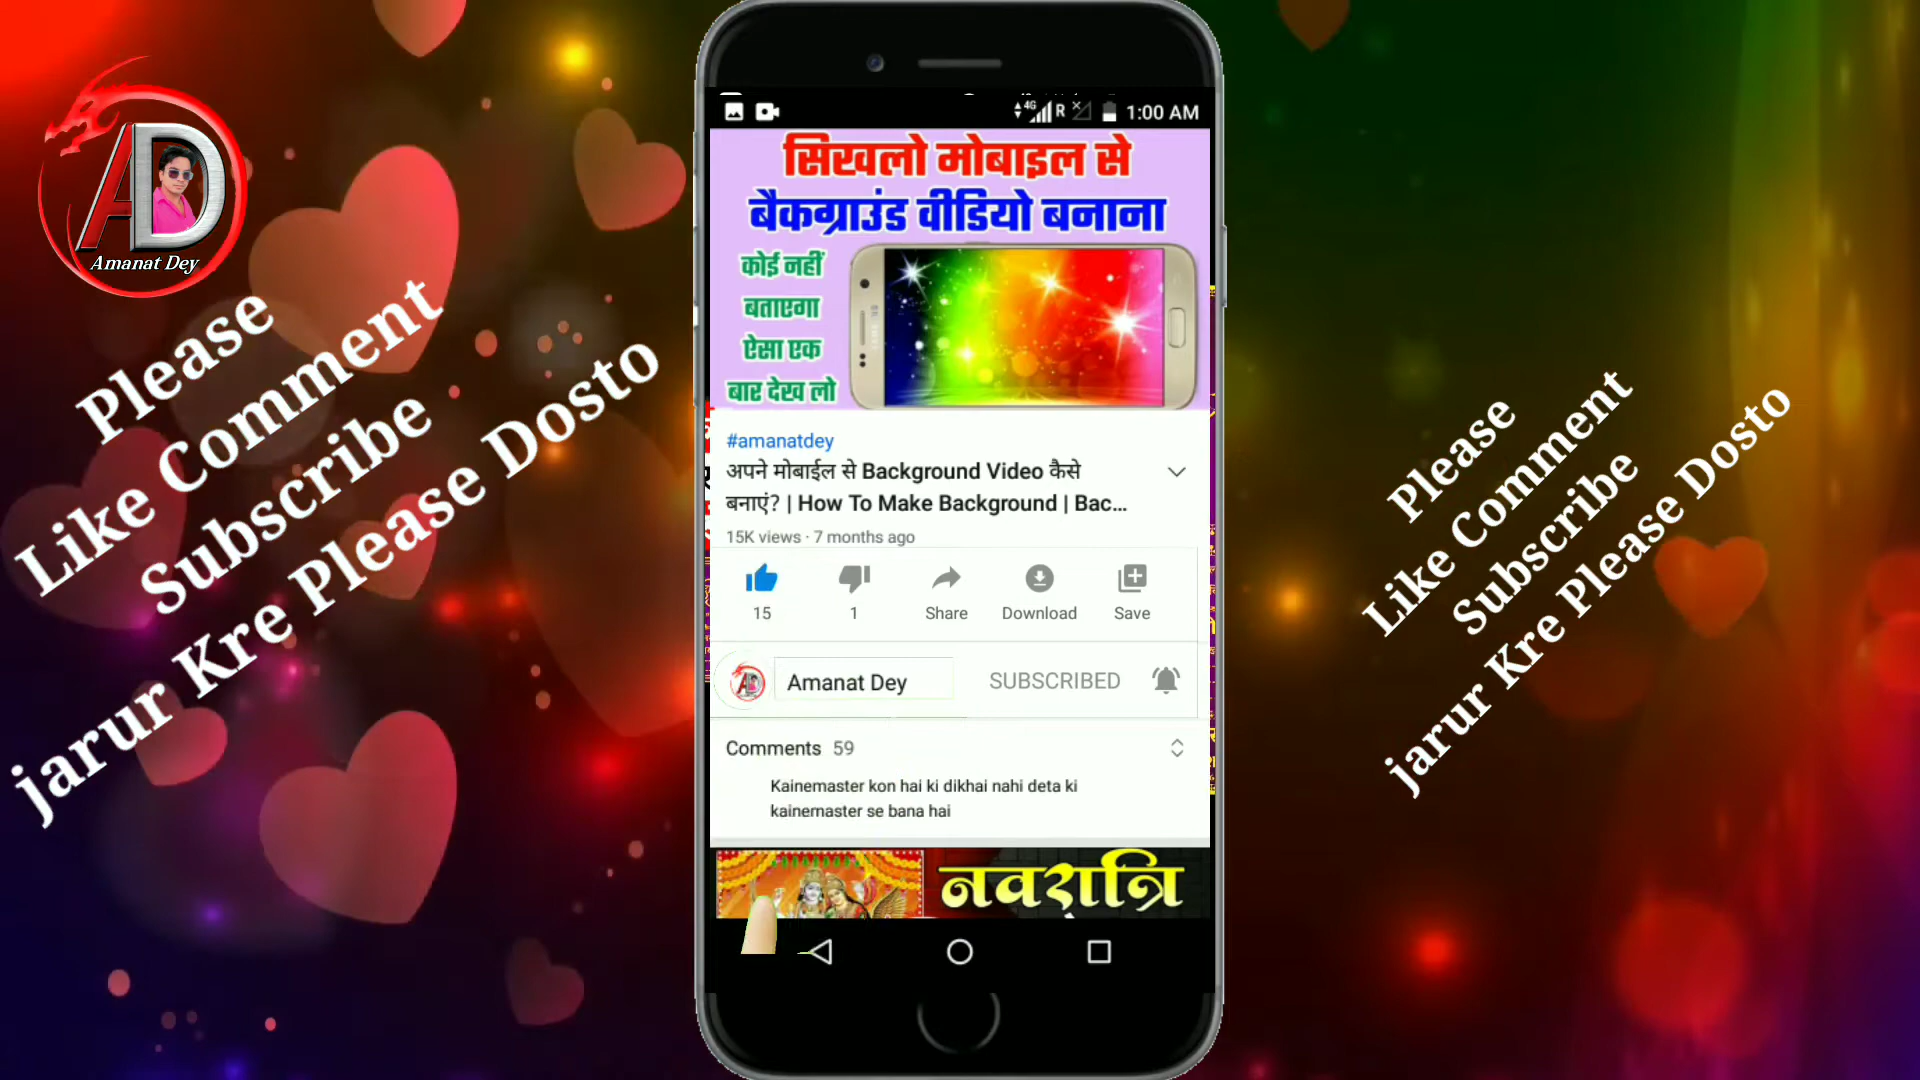 Amanat Dey
Please
Like Comment
Subscribe
jarur Kre Please Dosto
4G R 1:00 AM
सिखलो मोबाइल से
बैकग्राउंड वीडियो बनाना
कोई नहीं
बताएगा
ऐसा एक
बार देख लो
#amanatdey
अपने मोबाईल से Background Video कैसे
बनाएं? | How To Make Background | Bac...
15K views · 7 months ago
15 1 Share Download Save
Amanat Dey SUBSCRIBED
Comments 59
Kainemaster kon hai ki dikhai nahi deta ki
kainemaster se bana hai
नवरात्रि
Please
Like Comment
Subscribe
jarur Kre Please Dosto